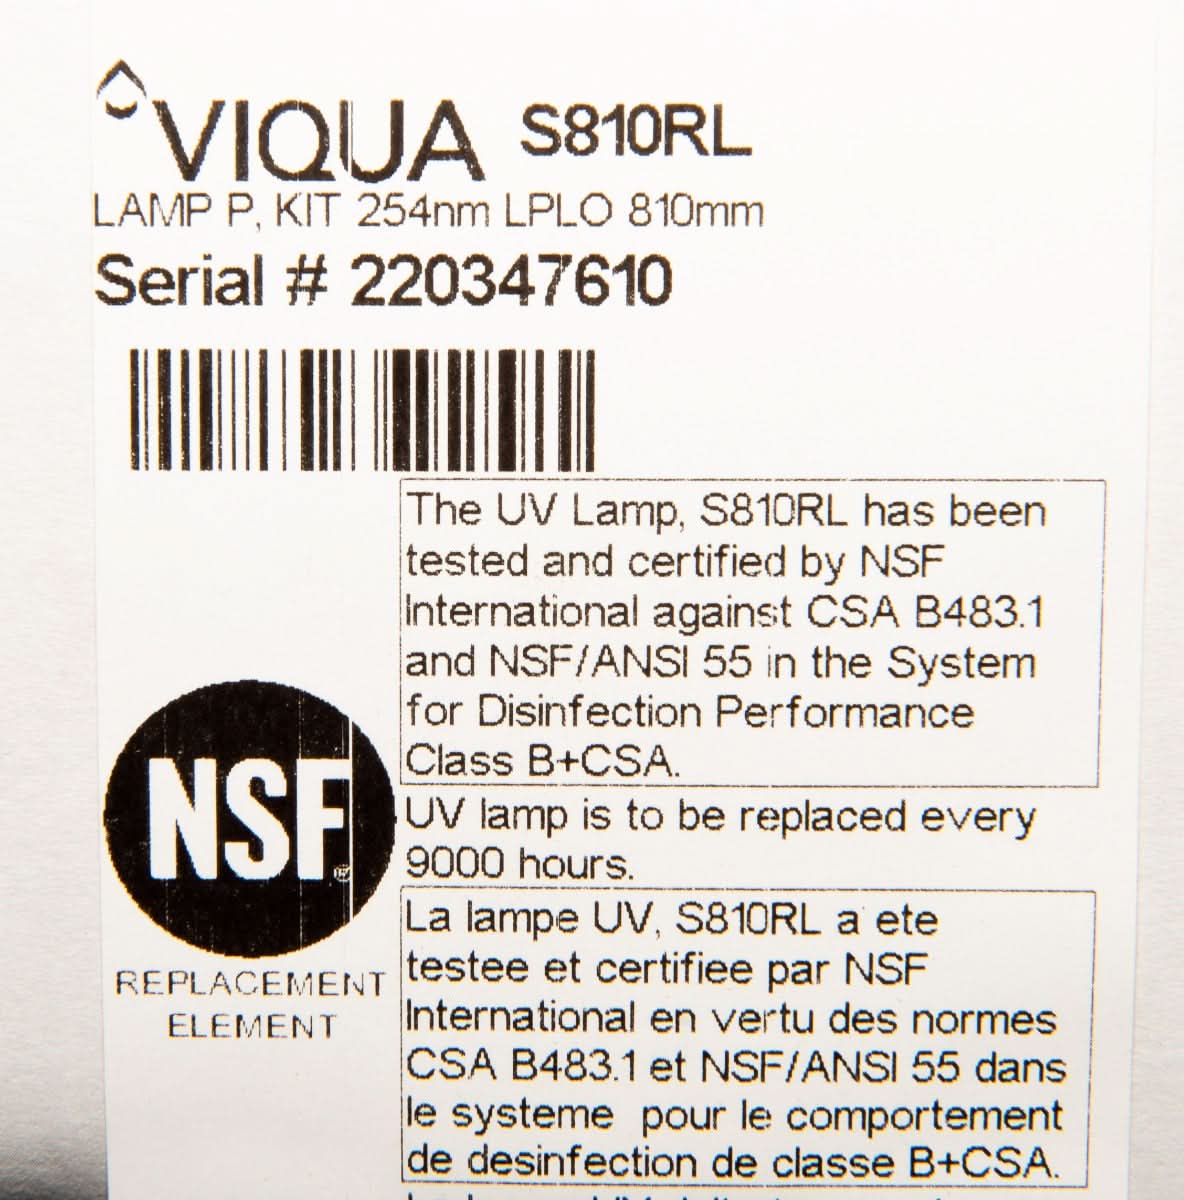 VIQUA S810RL
LAMP P, KIT 254nm LPLO 810mm
Serial # 220347610
The UV Lamp, S810RL has been
tested and certified by NSF
International against CSA B483.1
and NSF/ANSI 55 in the System
for Disinfection Performance
Class B+CSA.
UV lamp is to be replaced every
9000 hours.
NSF®
REPLACEMENT
ELEMENT
La lampe UV, S810RL a ete
testee et certifiee par NSF
International en vertu des normes
CSA B483.1 et NSF/ANSI 55 dans
le systeme pour le comportement
de desinfection de classe B+CSA.